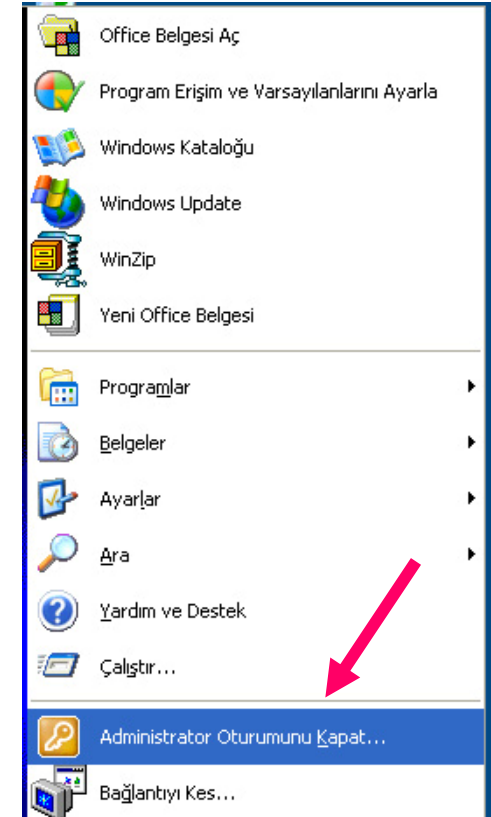 Office Belgesi Aç
Program Erişim ve Varsayılanlarını Ayarla
Windows Kataloğu
Windows Update
WinZip
Yeni Office Belgesi
Programlar
Belgeler
Ayarlar
Ara
Yardım ve Destek
Çalıştır...
Administrator Oturumunu Kapat...
Bağlantıyı Kes...